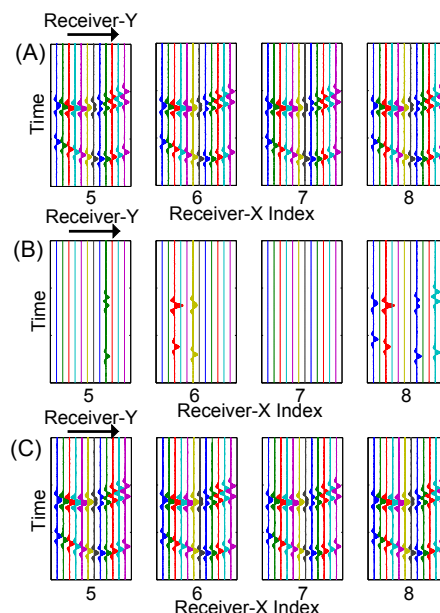 Receiver-Y
(A)
Time
5 6 7 8
Receiver-X Index
Receiver-Y
(B)
Time
5 6 7 8
Receiver-X Index
Receiver-Y
(C)
Time
5 6 7 8
Receiver-X Index